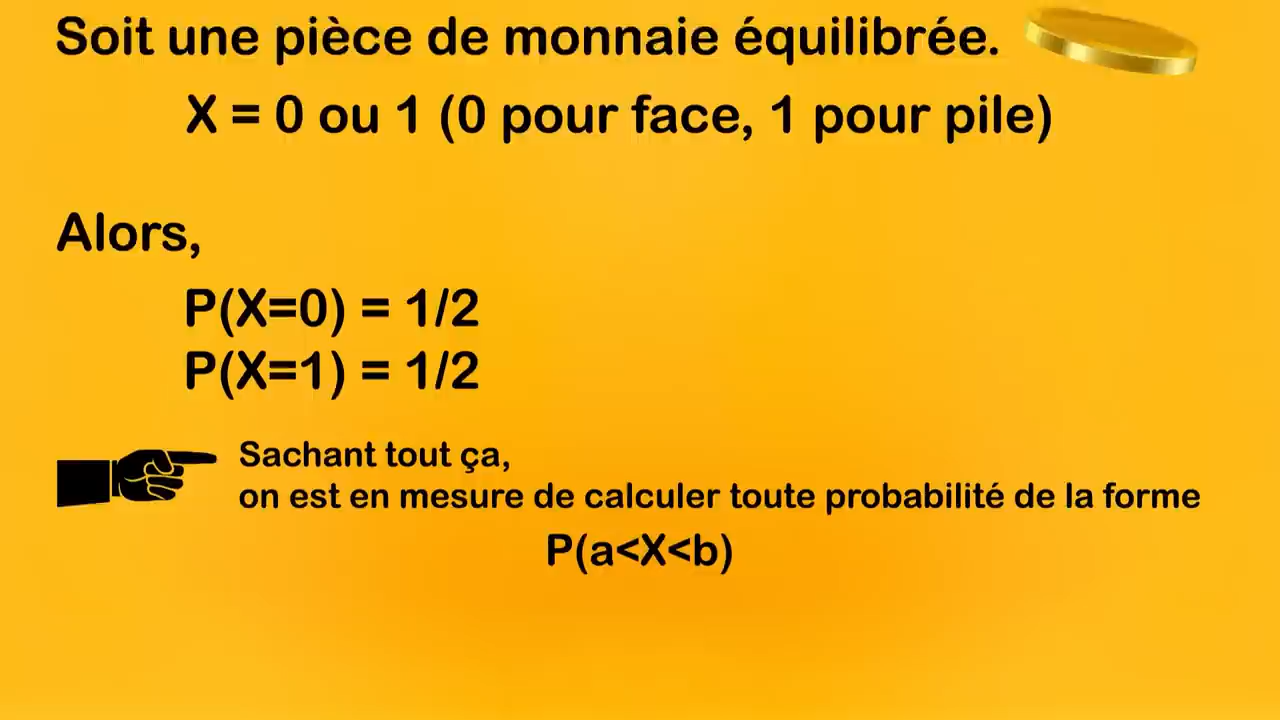 Soit une pièce de monnaie équilibrée.
X = 0 ou 1 (0 pour face, 1 pour pile)
Alors,
P(X=0) = 1/2
P(X=1) = 1/2
Sachant tout ça,
on est en mesure de calculer toute probabilité de la forme
P(a<X<b)